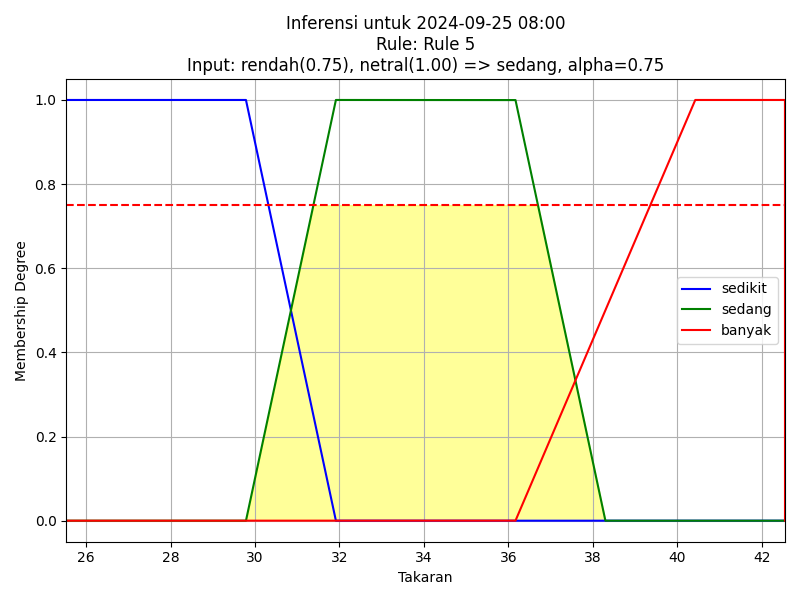 Inferensi untuk 2024-09-25 08:00
Rule: Rule 5
Input: rendah(0.75), netral(1.00) => sedang, alpha=0.75
1.0
0.8
0.6
0.4
0.2
0.0
Membership Degree
sedikit
sedang
banyak
26 28 30 32 34 36 38 40 42
Takaran